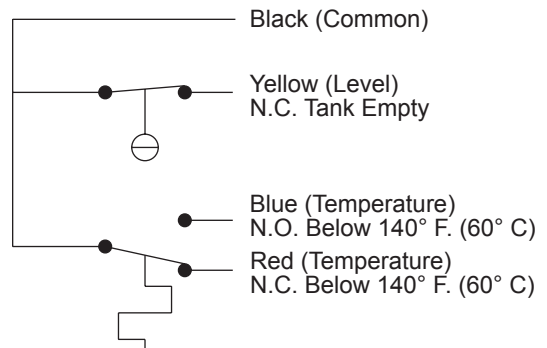 Black (Common)
Yellow (Level)
N.C. Tank Empty
Blue (Temperature)
N.O. Below 140° F. (60° C)
Red (Temperature)
N.C. Below 140° F. (60° C)